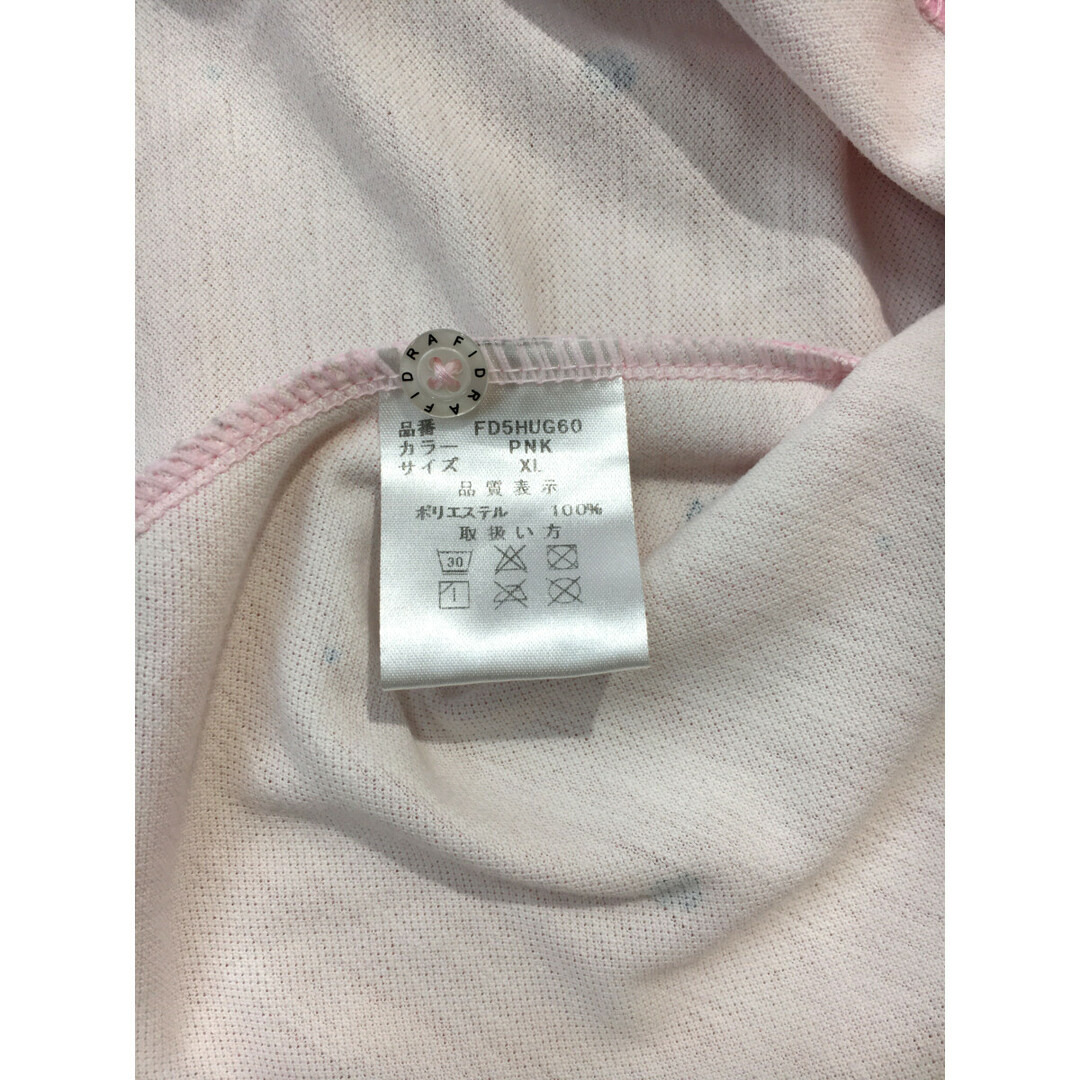 FIDRA FIDRA
品番 FD5HUG60
カラー PNK
サイズ XL
品質表示
ポリエステル 100%
取扱い方
30